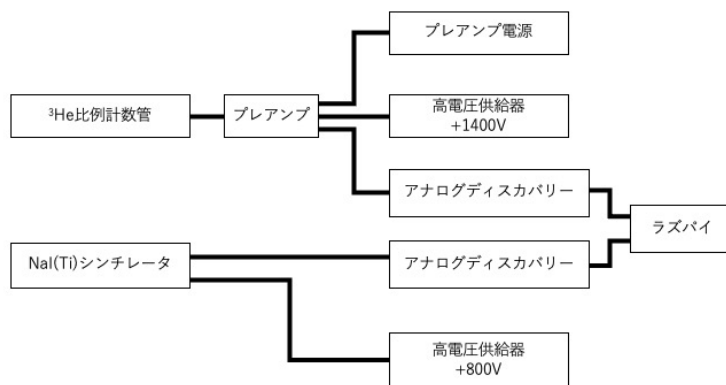 プレアンプ電源
³He比例計数管
プレアンプ
高電圧供給器
+1400V
アナログディスカバリー
ラズパイ
NaI(Ti)シンチレータ
アナログディスカバリー
高電圧供給器
+800V